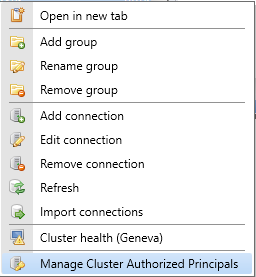 Open in new tab
Add group
Rename group
Remove group
Add connection
Edit connection
Remove connection
Refresh
Import connections
Cluster health (Geneva)
Manage Cluster Authorized Principals